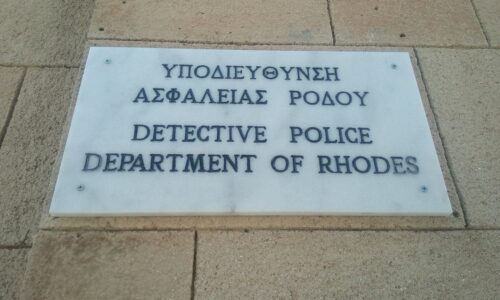 ΥΠΟΔΙΕΥΘΥΝΣΗ
ΑΣΦΑΛΕΙΑΣ ΡΟΔΟΥ
DETECTIVE POLICE
DEPARTMENT OF RHODES